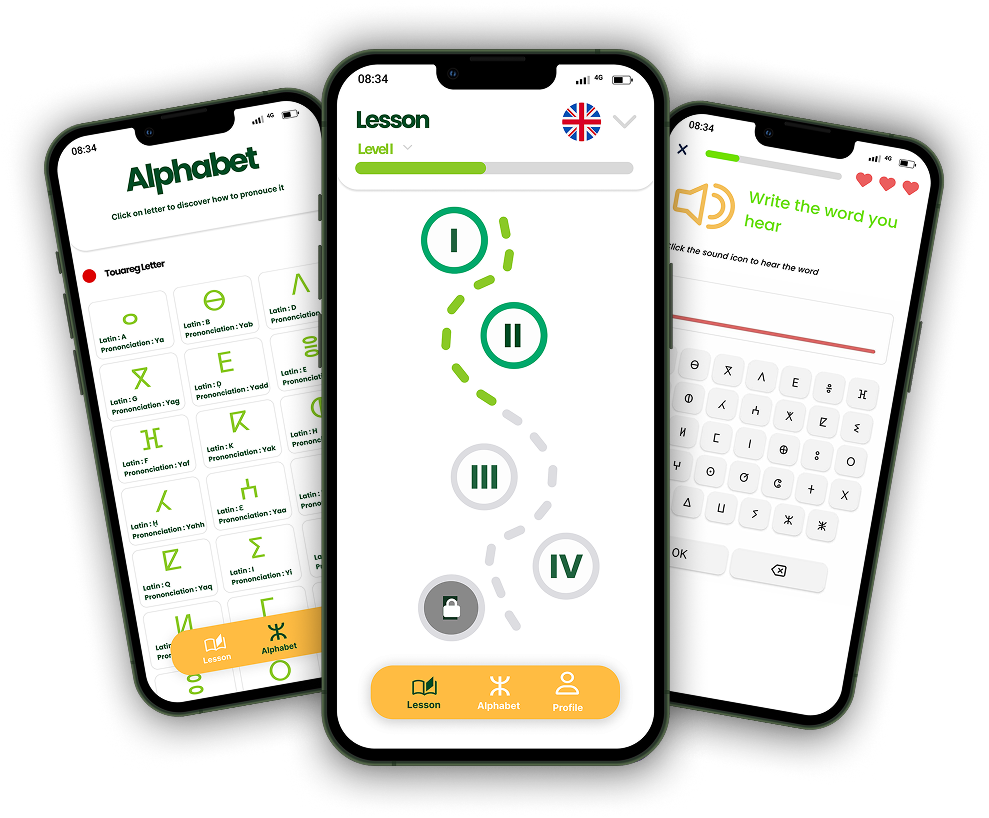 08:34
4G
Alphabet
Click on letter to discover how to pronouce it
Touareg Letter
ⴰ ⴱ ⴷ
Latin : A Latin : B Latin : D
Prononciation : Ya Prononciation : Yab Prononciation
ⴳ ⴹ
Latin : G Latin : Ḍ Latin : E
Prononciation : Yag Prononciation : Yadd Prononciation
ⴼ ⴽ ⵀ
Latin : F Latin : K Latin : H
Prononciation : Yaf Prononciation : Yak
ⵃ ⵄ
Latin : Ḥ Latin : Ɛ
Prononciation : Yahh Prononciation : Yaa
ⵇ ⵉ
Latin : Q Latin : I
Prononciation : Yaq Prononciation : Yi
ⵍ ⵎ
Lesson Alphabet
ⵔ
08:34
4G
Lesson
Level I
I
II
III
IV
Lesson Alphabet Profile
08:34
4G
Write the word you
hear
lick the sound icon to hear the word
ⴱ ⴳ ⴷ ⴹ ⴻ ⴼ
ⵀ ⵃ ⵄ ⵅ ⵇ ⵉ
ⵍ ⵎ ⵏ ⴲ ⵓ ⵔ
ⵖ ⵙ ⵚ ⵛ ⵜ ⵝ
ⵠ ⵡ ⵢ ⵣ ⵥ
OK